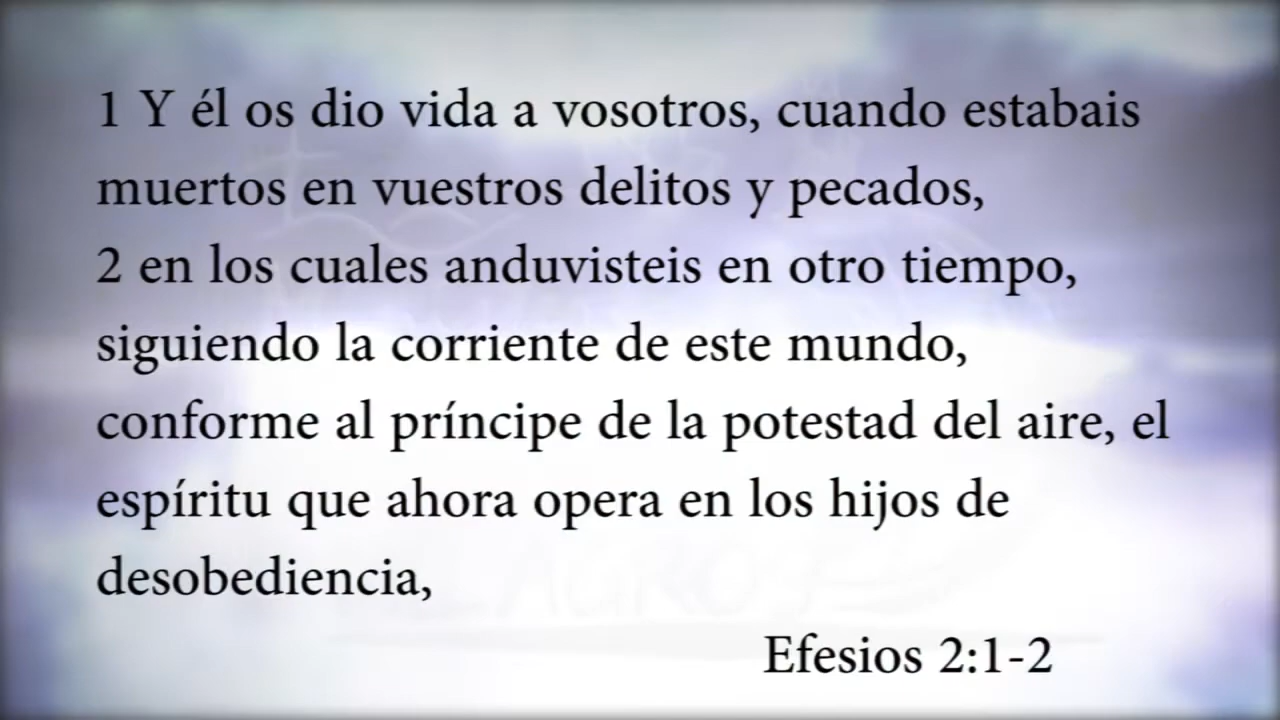 1 Y él os dio vida a vosotros, cuando estabais
muertos en vuestros delitos y pecados,
2 en los cuales anduvisteis en otro tiempo,
siguiendo la corriente de este mundo,
conforme al príncipe de la potestad del aire, el
espíritu que ahora opera en los hijos de
desobediencia,
Efesios 2:1-2